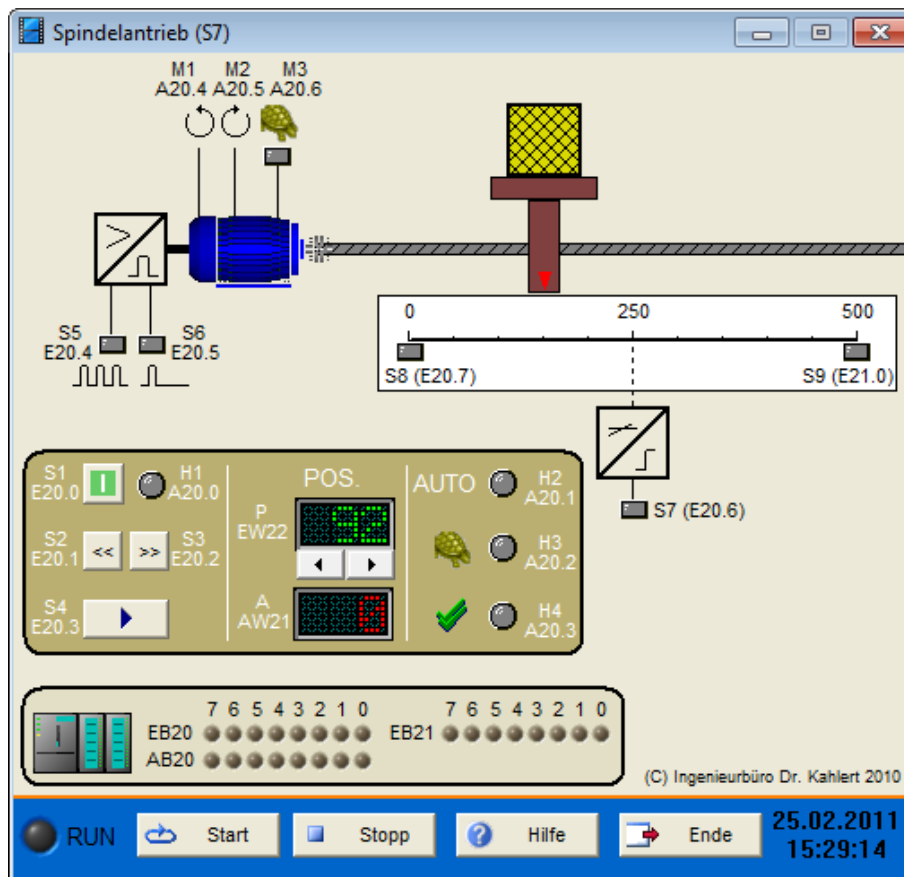 Spindelantrieb (S7)
M1 M2 M3
A20.4 A20.5 A20.6
0 250 500
S8 (E20.7) S9 (E21.0)
S5 S6
E20.4 E20.5
S7 (E20.6)
S1 H1
E20.0 A20.0
S2 S3
E20.1 << >> E20.2
S4
E20.3
POS.
P
EW22
92
A
AW21
0
AUTO H2
A20.1
H3
A20.2
H4
A20.3
7 6 5 4 3 2 1 0 7 6 5 4 3 2 1 0
EB20 EB21
AB20
(C) Ingenieurbüro Dr. Kahlert 2010
RUN Start Stopp Hilfe Ende
25.02.2011
15:29:14